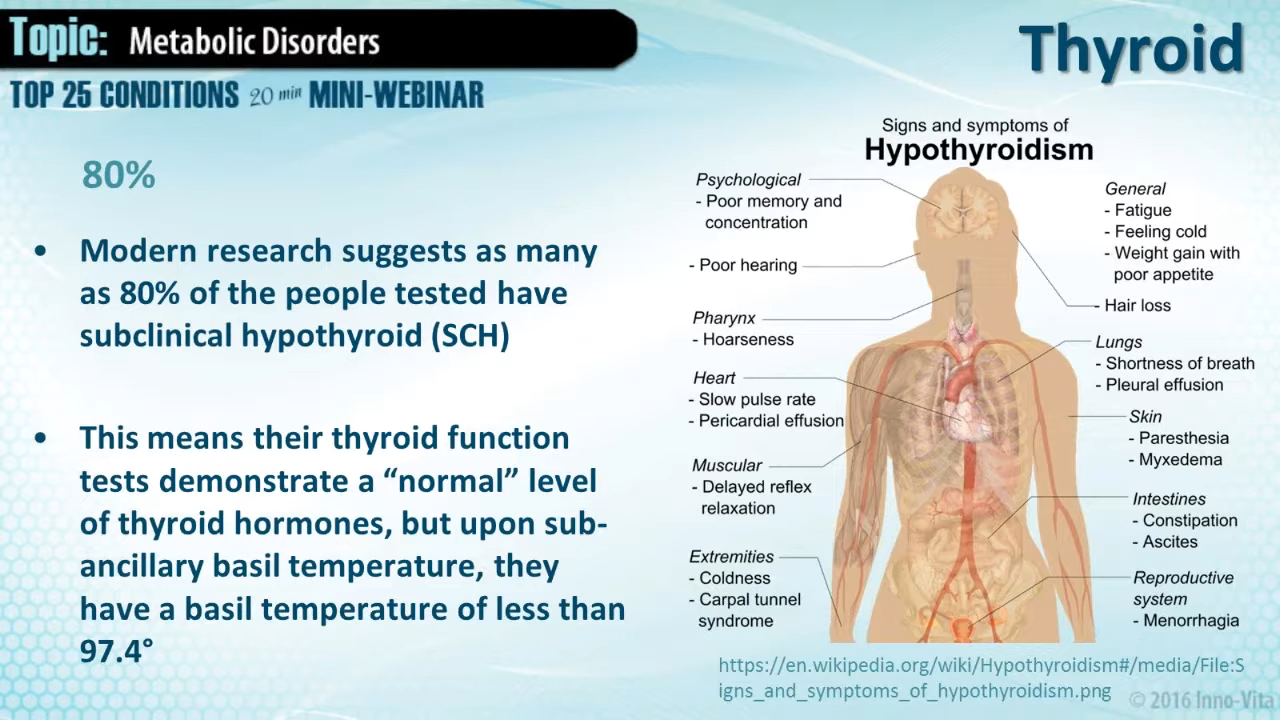 Topic: Metabolic Disorders
Thyroid
TOP 25 CONDITIONS 20 min MINI-WEBINAR
80%
• Modern research suggests as many
as 80% of the people tested have
subclinical hypothyroid (SCH)
• This means their thyroid function
tests demonstrate a “normal” level
of thyroid hormones, but upon sub-
ancillary basil temperature, they
have a basil temperature of less than
97.4°
Signs and symptoms of
Hypothyroidism
Psychological
- Poor memory and
concentration
- Poor hearing
Pharynx
- Hoarseness
Heart
- Slow pulse rate
- Pericardial effusion
Muscular
- Delayed reflex
relaxation
Extremities
- Coldness
- Carpal tunnel
syndrome
General
- Fatigue
- Feeling cold
- Weight gain with
poor appetite
- Hair loss
Lungs
- Shortness of breath
- Pleural effusion
Skin
- Paresthesia
- Myxedema
Intestines
- Constipation
- Ascites
Reproductive
system
- Menorrhagia
https://en.wikipedia.org/wiki/Hypothyroidism#/media/File:S
igns_and_symptoms_of_hypothyroidism.png
© 2016 Inno-Vita